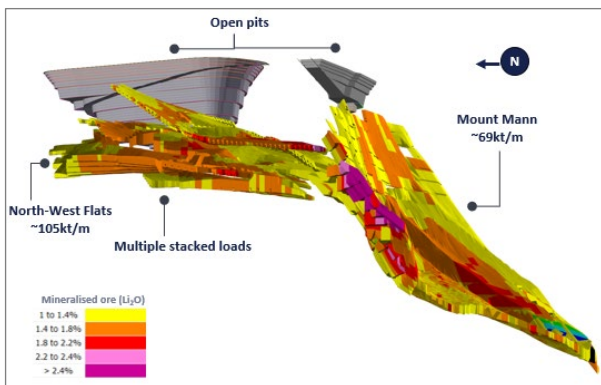 Open pits
N
Mount Mann
~69kt/m
North-West Flats
~105kt/m
Multiple stacked loads
Mineralised ore (Li₂O)
1 to 1.4%
1.4 to 1.8%
1.8 to 2.2%
2.2 to 2.4%
> 2.4%